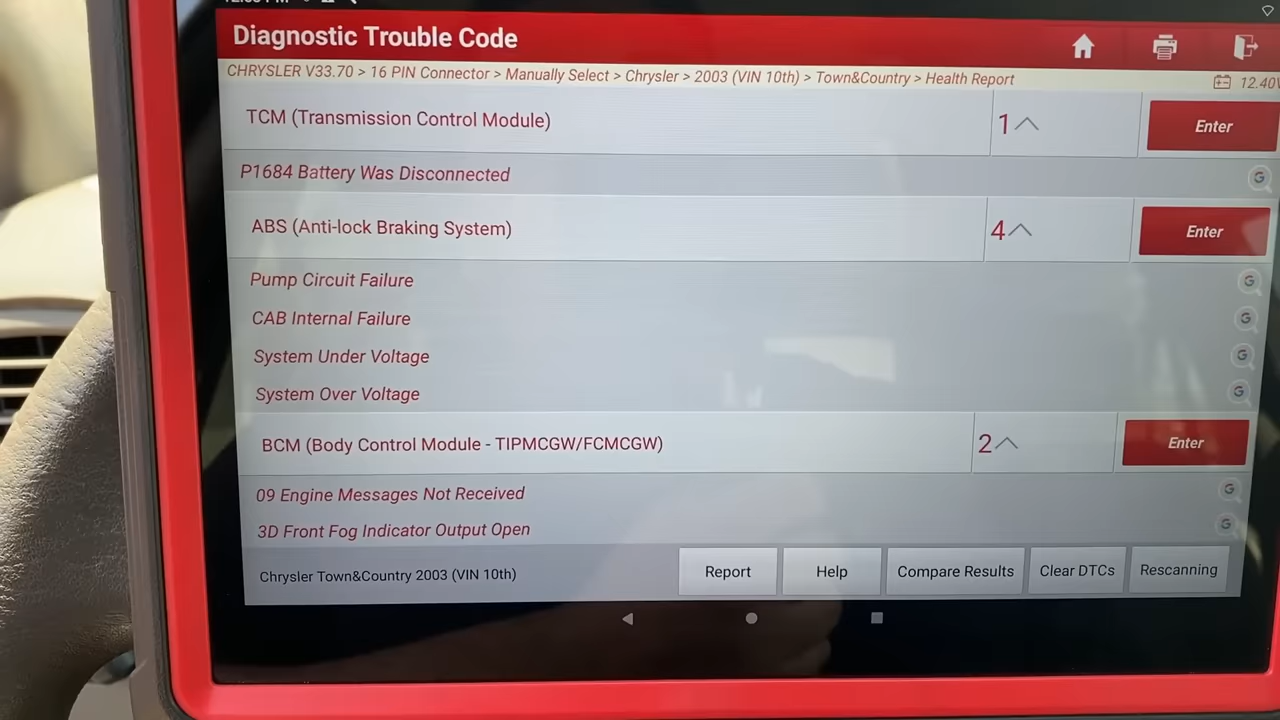 Diagnostic Trouble Code
CHRYSLER V33.70 > 16 PIN Connector > Manually Select > Chrysler > 2003 (VIN 10th) > Town&Country > Health Report
12.40V
TCM (Transmission Control Module)
1
Enter
P1684 Battery Was Disconnected
G
ABS (Anti-lock Braking System)
4
Enter
Pump Circuit Failure
G
CAB Internal Failure
G
System Under Voltage
G
System Over Voltage
G
BCM (Body Control Module - TIPMCGW/FCMCGW)
2
Enter
09 Engine Messages Not Received
G
3D Front Fog Indicator Output Open
G
Chrysler Town&Country 2003 (VIN 10th)
Report
Help
Compare Results
Clear DTCs
Rescanning